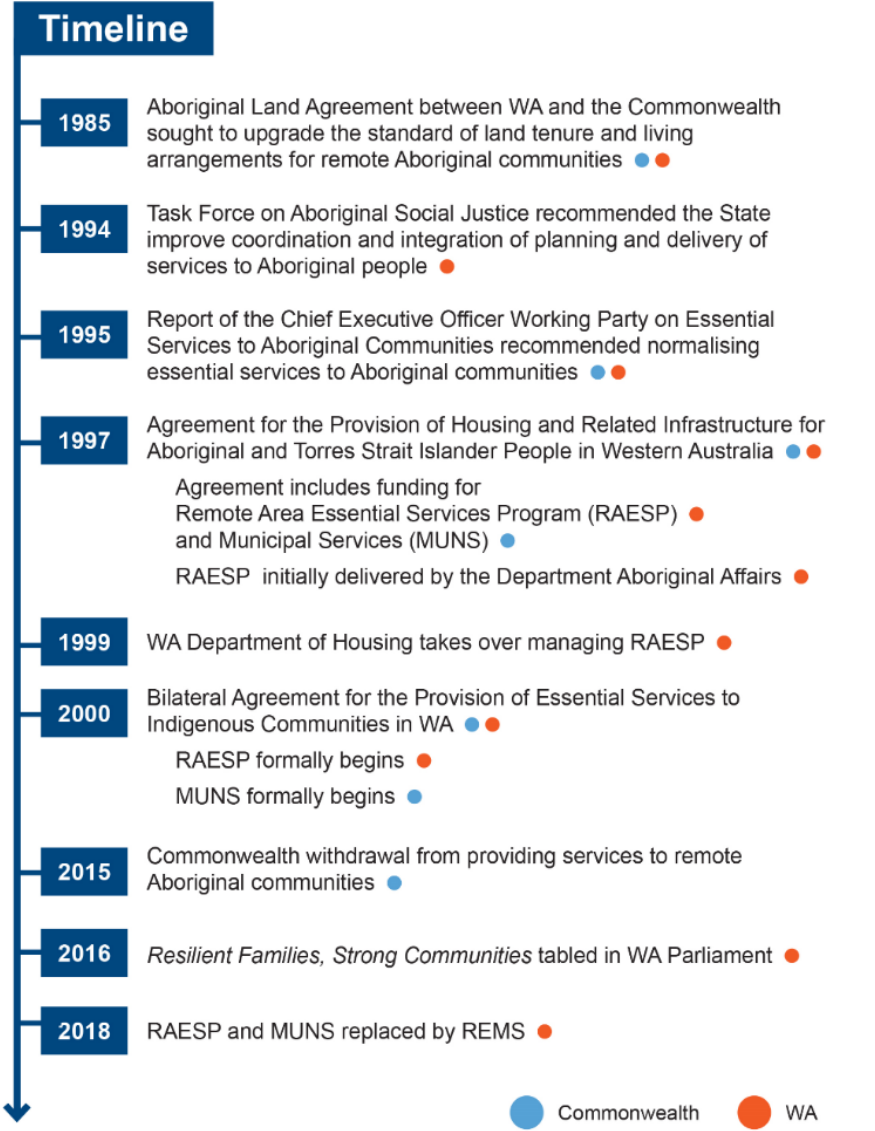 Timeline
1985
Aboriginal Land Agreement between WA and the Commonwealth
sought to upgrade the standard of land tenure and living
arrangements for remote Aboriginal communities
1994
Task Force on Aboriginal Social Justice recommended the State
improve coordination and integration of planning and delivery of
services to Aboriginal people
1995
Report of the Chief Executive Officer Working Party on Essential
Services to Aboriginal Communities recommended normalising
essential services to Aboriginal communities
1997
Agreement for the Provision of Housing and Related Infrastructure for
Aboriginal and Torres Strait Islander People in Western Australia
Agreement includes funding for
Remote Area Essential Services Program (RAESP)
and Municipal Services (MUNS)
RAESP initially delivered by the Department Aboriginal Affairs
1999
WA Department of Housing takes over managing RAESP
2000
Bilateral Agreement for the Provision of Essential Services to
Indigenous Communities in WA
RAESP formally begins
MUNS formally begins
2015
Commonwealth withdrawal from providing services to remote
Aboriginal communities
2016
Resilient Families, Strong Communities tabled in WA Parliament
2018
RAESP and MUNS replaced by REMS
Commonwealth WA